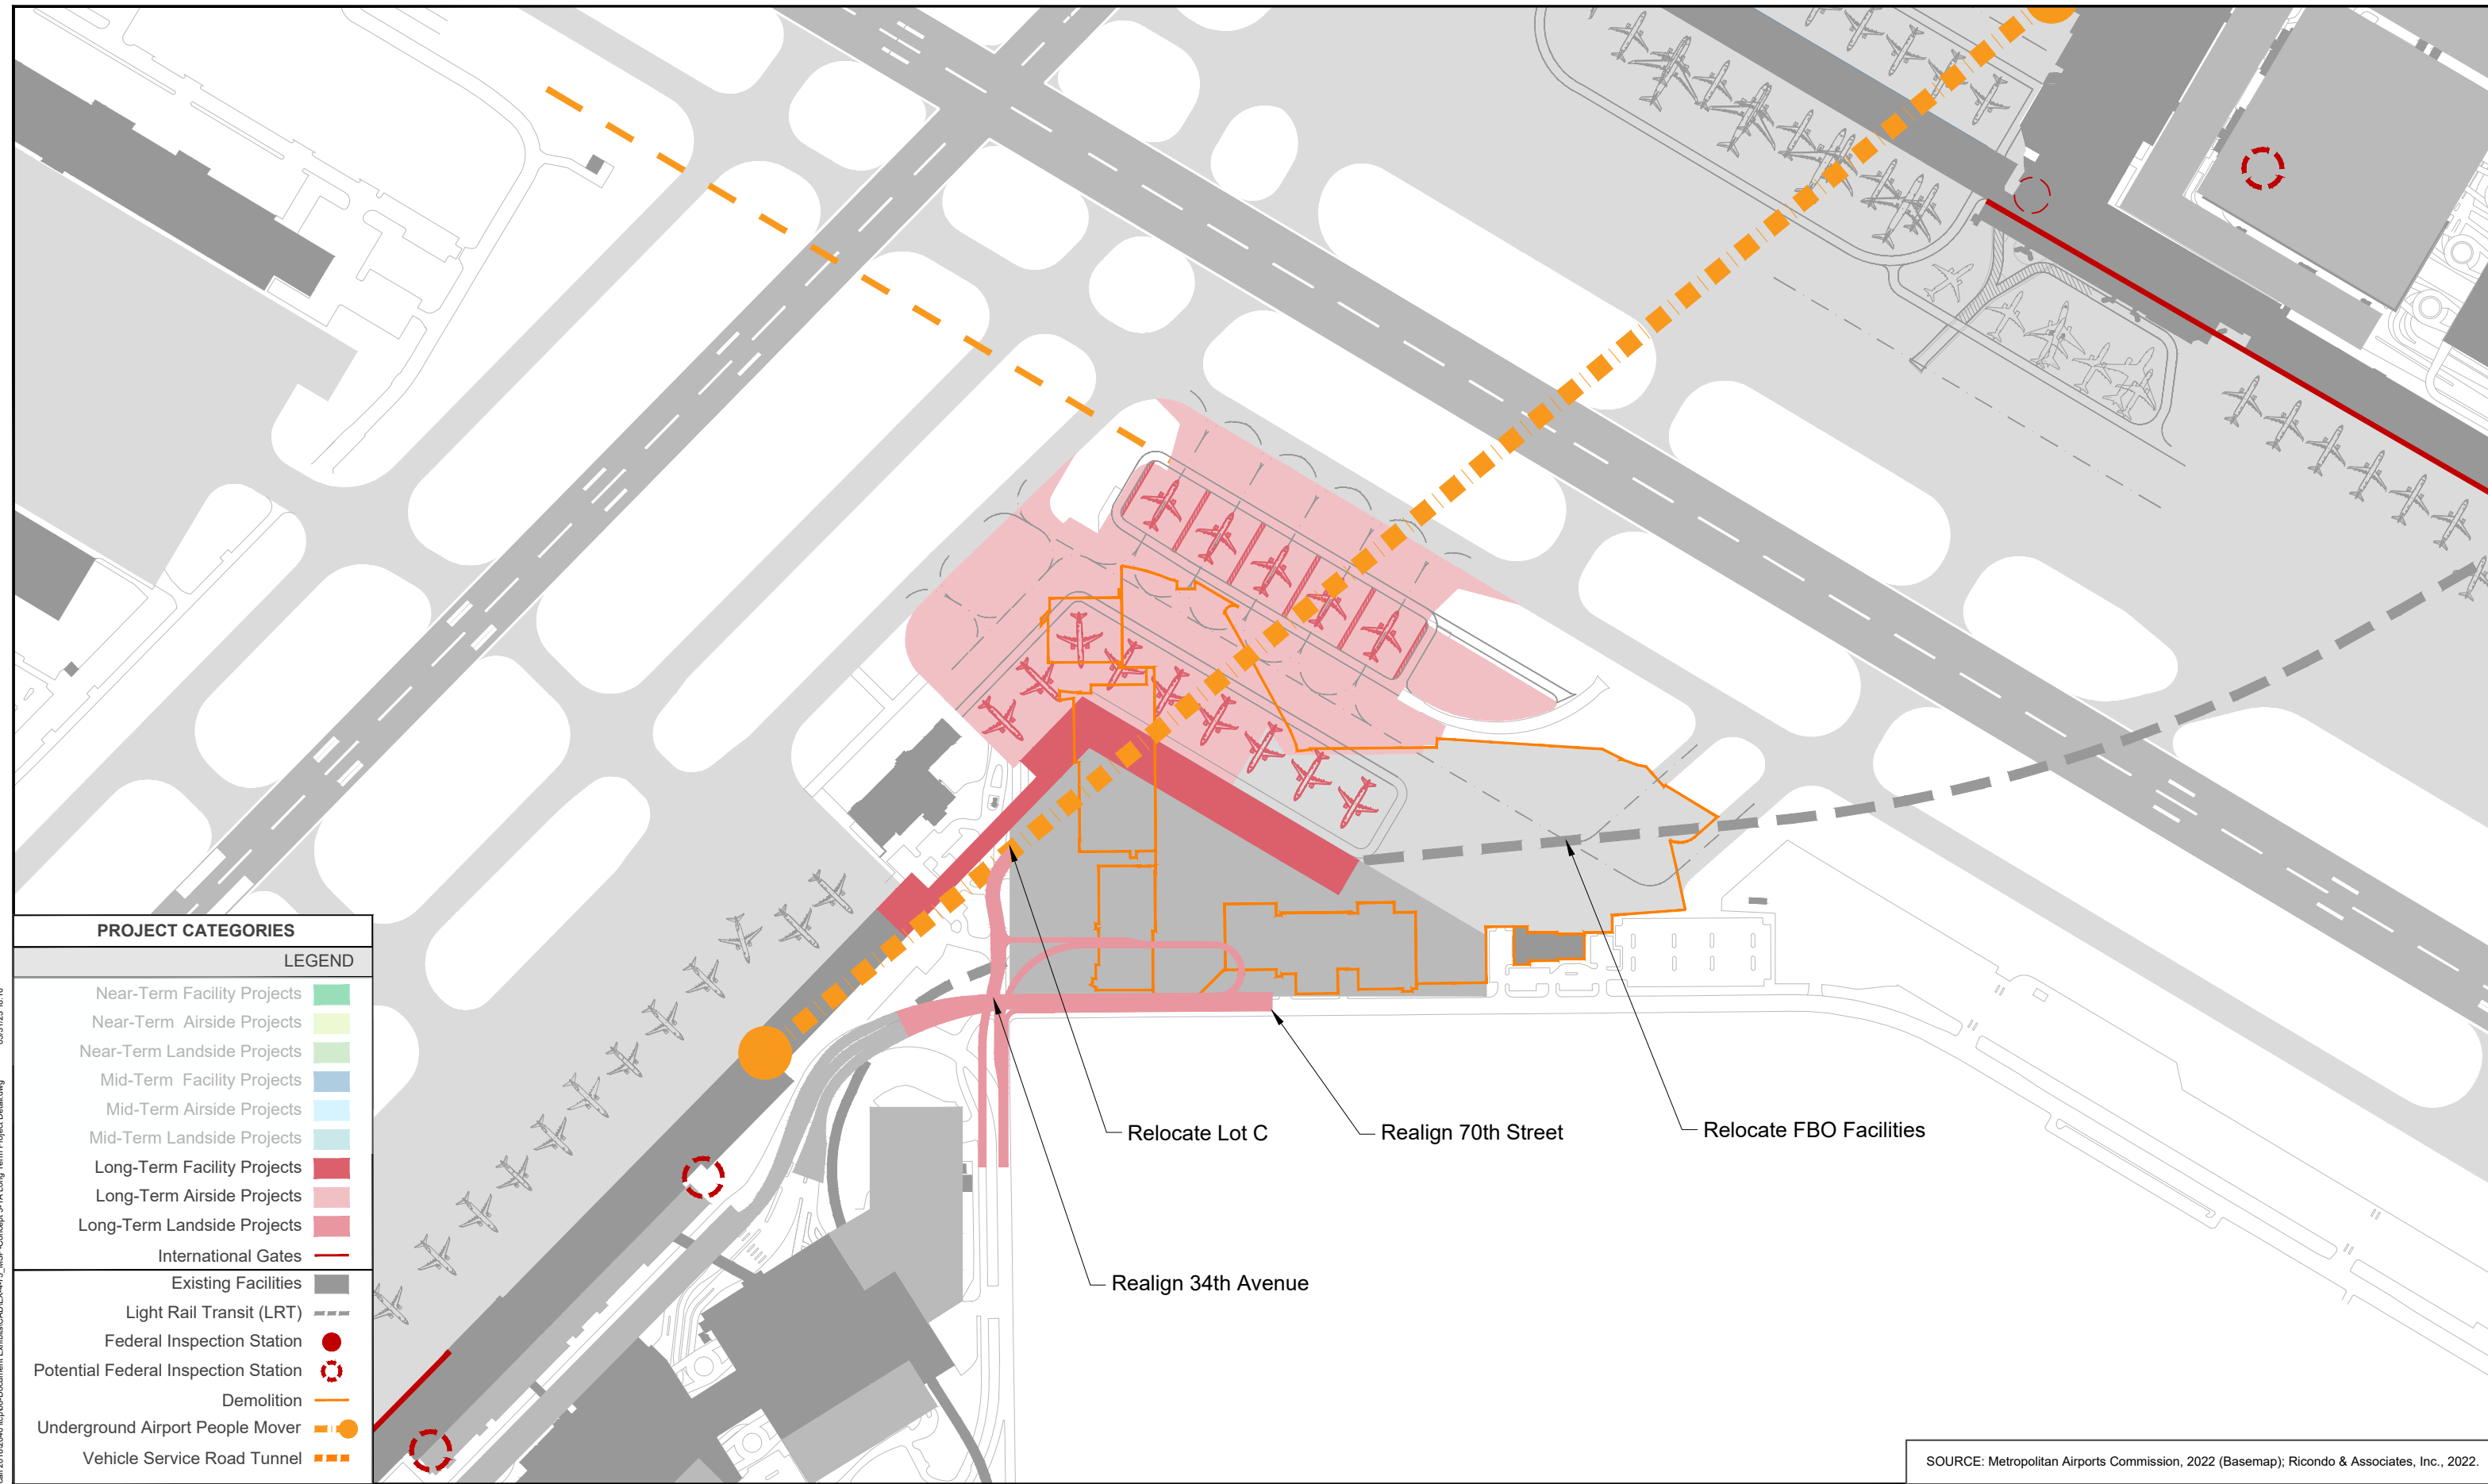 PROJECT CATEGORIES
LEGEND
Near-Term Facility Projects
Near-Term Airside Projects
Near-Term Landside Projects
Mid-Term Facility Projects
Mid-Term Airside Projects
Mid-Term Landside Projects
Long-Term Facility Projects
Long-Term Airside Projects
Long-Term Landside Projects
International Gates
Existing Facilities
Light Rail Transit (LRT)
Federal Inspection Station
Potential Federal Inspection Station
Demolition
Underground Airport People Mover
Vehicle Service Road Tunnel
Relocate Lot C
Realign 70th Street
Relocate FBO Facilities
Realign 34th Avenue
SOURCE: Metropolitan Airports Commission, 2022 (Basemap); Ricondo & Associates, Inc., 2022.